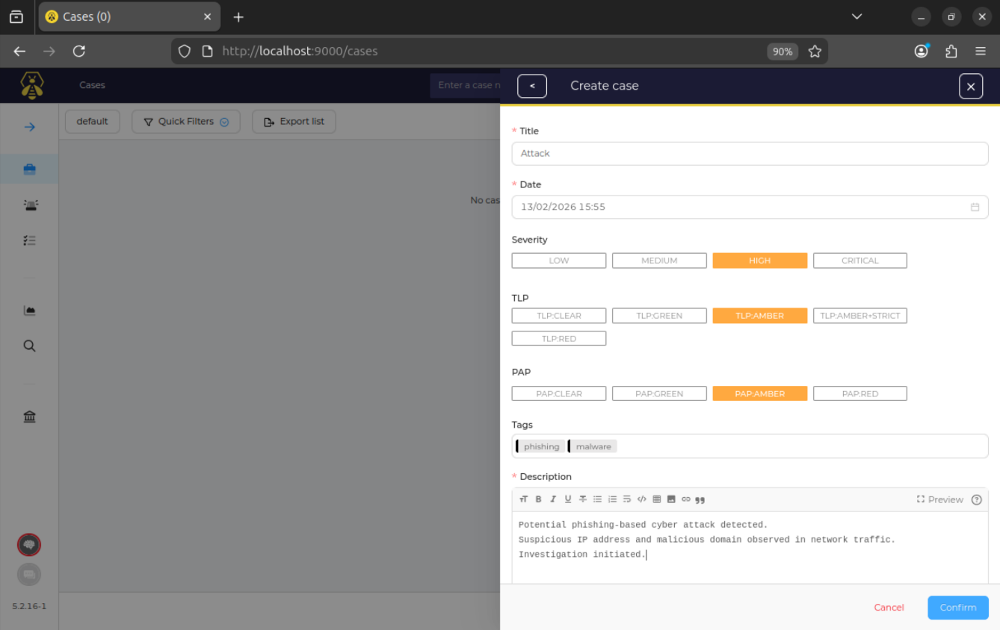 Cases (0)
http://localhost:9000/cases
90%
Cases
Enter a case n
< Create case
default
Quick Filters
Export list
No cas
* Title
Attack
* Date
13/02/2026 15:55
Severity
LOW MEDIUM HIGH CRITICAL
TLP
TLP:CLEAR TLP:GREEN TLP:AMBER TLP:AMBER+STRICT
TLP:RED
PAP
PAP:CLEAR PAP:GREEN PAP:AMBER PAP:RED
Tags
phishing malware
* Description
Preview
Potential phishing-based cyber attack detected.
Suspicious IP address and malicious domain observed in network traffic.
Investigation initiated.
5.2.16-1
Cancel Confirm